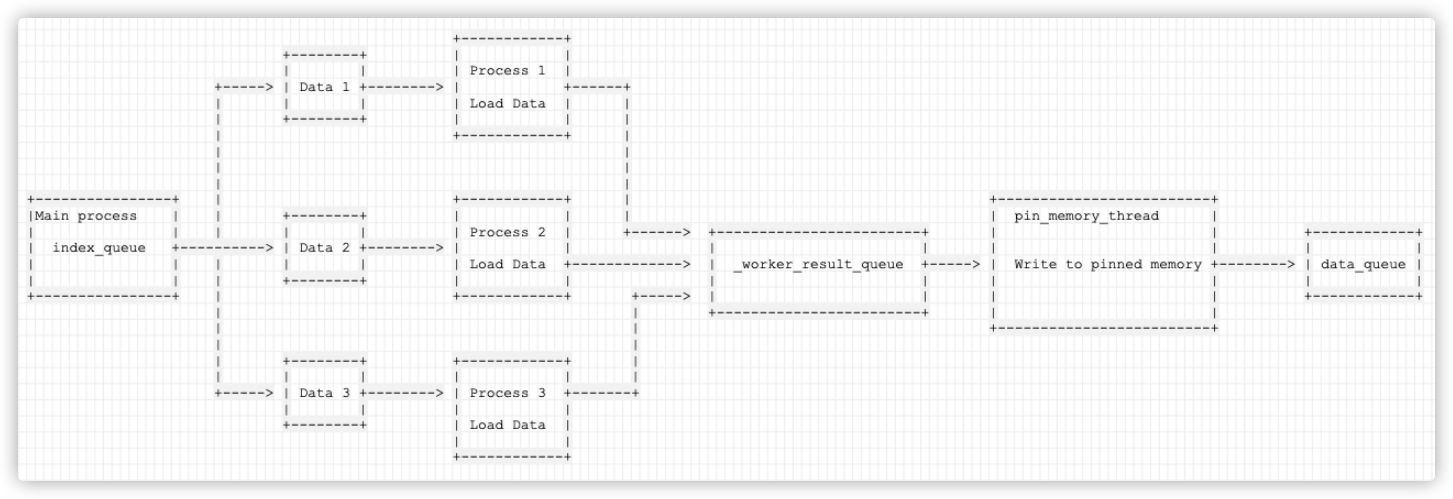 Data 1
Process 1
Load Data
Main process
index_queue
Data 2
Process 2
Load Data
_worker_result_queue
pin_memory_thread
Write to pinned memory
data_queue
Data 3
Process 3
Load Data